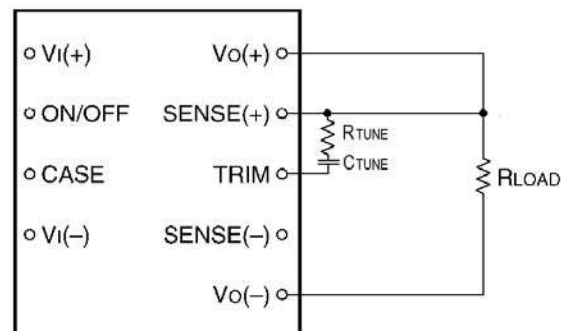 VI(+)
VO(+)
ON/OFF
SENSE(+)
RTUNE
CTUNE
CASE
TRIM
RLOAD
VI(–)
SENSE(–)
VO(–)